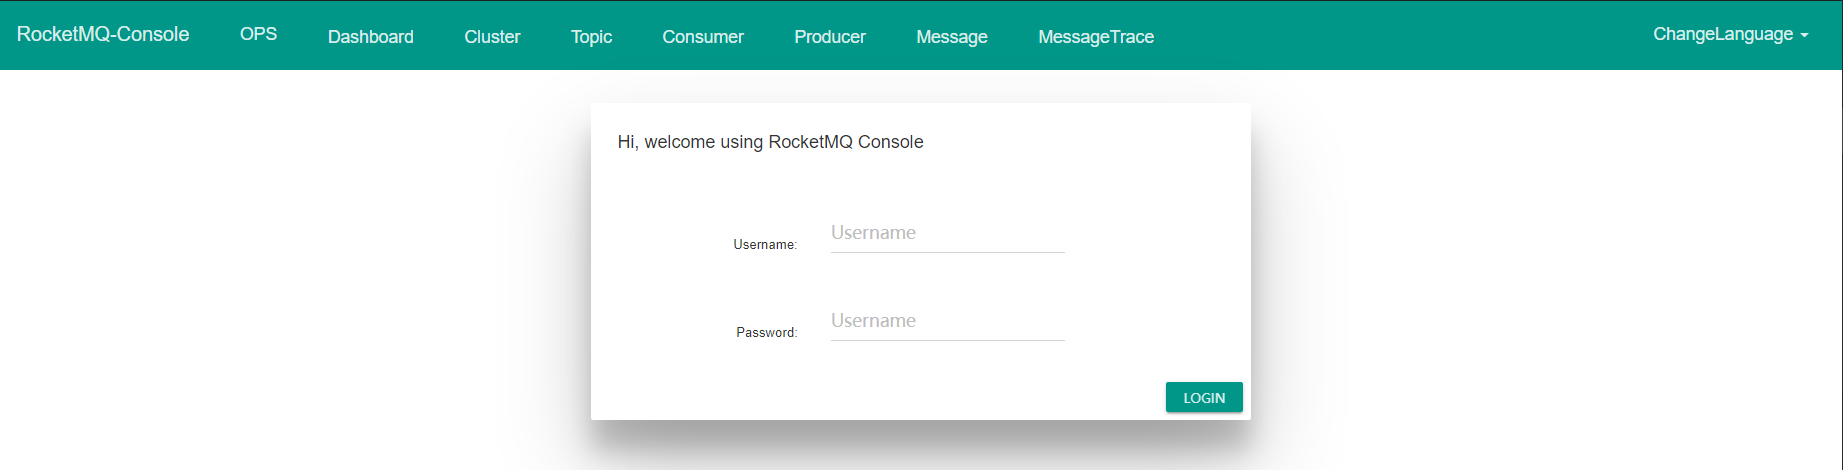 RocketMQ-Console OPS Dashboard Cluster Topic Consumer Producer Message MessageTrace ChangeLanguage
Hi, welcome using RocketMQ Console
Username: Username
Password: Username
LOGIN